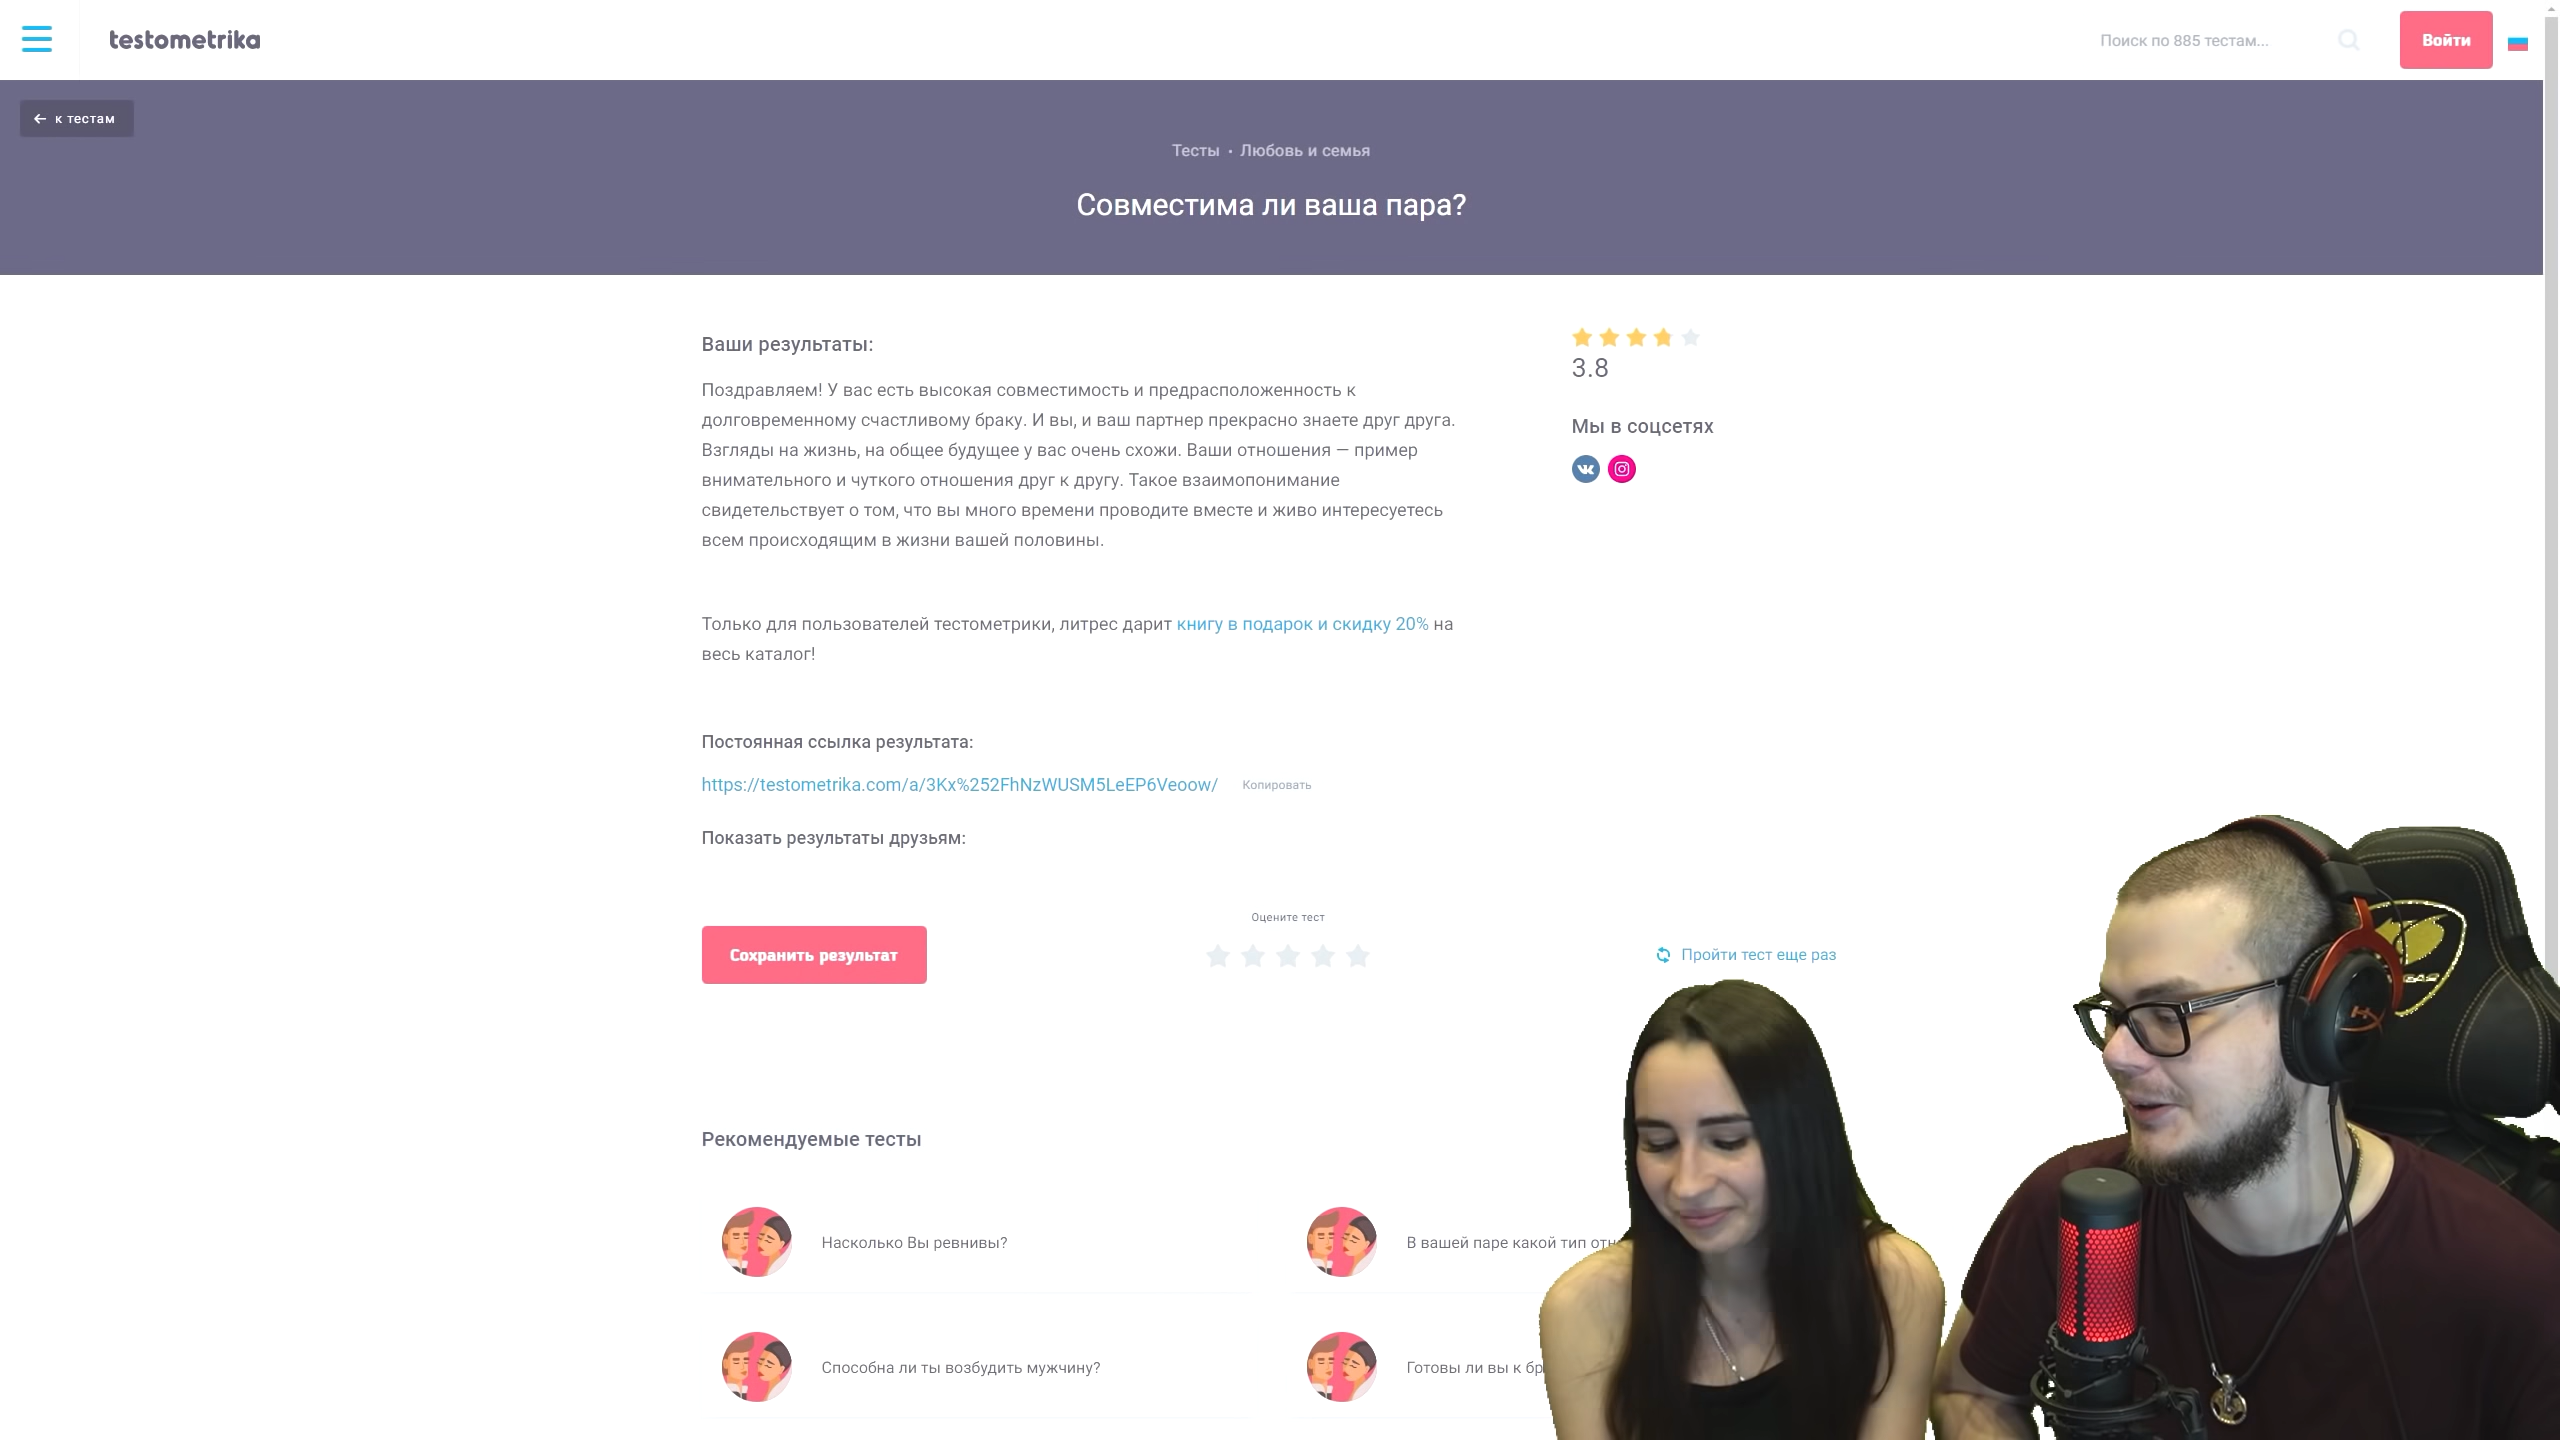 testometrika
Поиск по 885 тестам...
Войти
к тестам
Тесты • Любовь и семья
Совместима ли ваша пара?
Ваши результаты:
3.8
Поздравляем! У вас есть высокая совместимость и предрасположенность к
долговременному счастливому браку. И вы, и ваш партнер прекрасно знаете друг друга.
Взгляды на жизнь, на общее будущее у вас очень схожи. Ваши отношения — пример
внимательного и чуткого отношения друг к другу. Такое взаимопонимание
свидетельствует о том, что вы много времени проводите вместе и живо интересуетесь
всем происходящим в жизни вашей половины.
Мы в соцсетях
Только для пользователей тестометрики, литрес дарит книгу в подарок и скидку 20% на
весь каталог!
Постоянная ссылка результата:
https://testometrika.com/a/3Kx%252FhNzWUSM5LeEP6Veoow/ Копировать
Показать результаты друзьям:
Оцените тест
Сохранить результат
Пройти тест еще раз
Рекомендуемые тесты
Насколько Вы ревнивы?
В вашей паре какой тип
Способна ли ты возбудить мужчину?
Готовы ли вы к